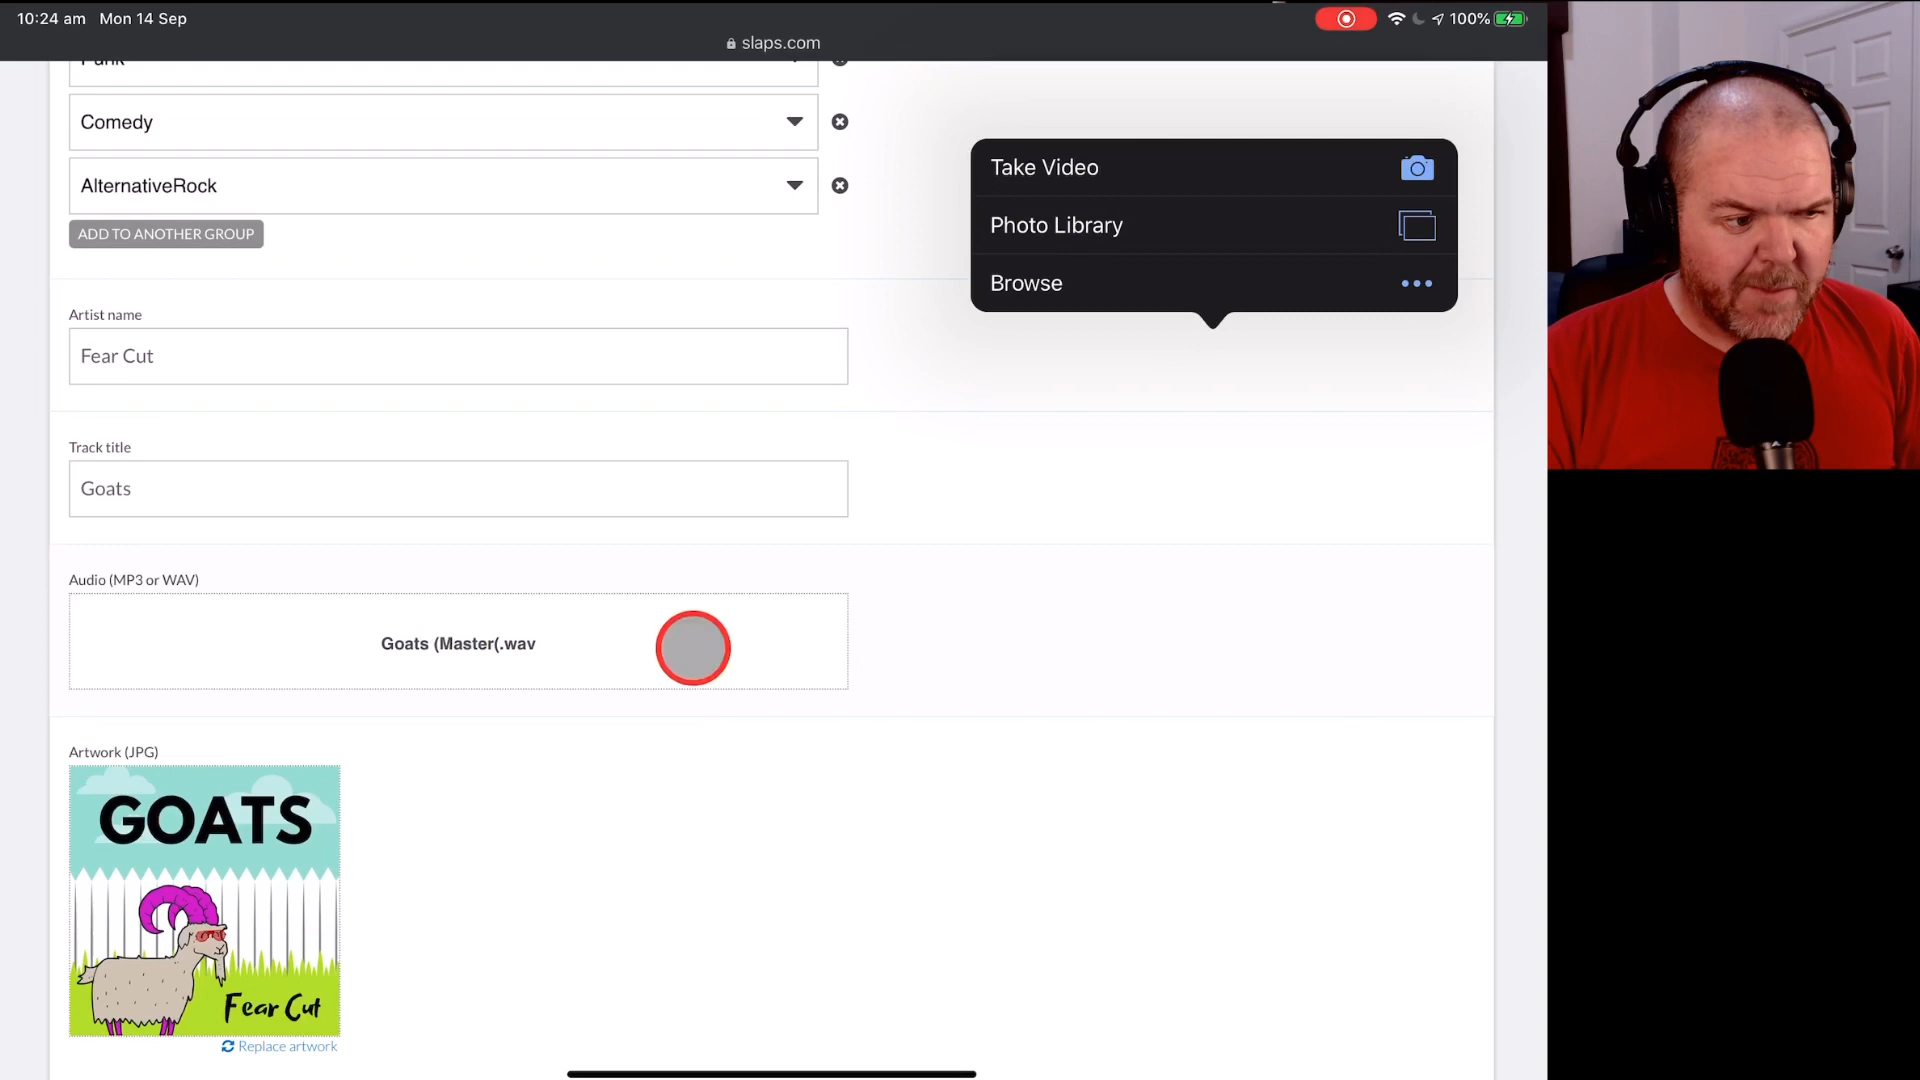 10:24 am Mon 14 Sep
100%
slaps.com
Comedy
AlternativeRock
ADD TO ANOTHER GROUP
Take Video
Photo Library
Browse
Artist name
Fear Cut
Track title
Goats
Audio (MP3 or WAV)
Goats (Master(.wav
Artwork (JPG)
GOATS
Fear Cut
Replace artwork